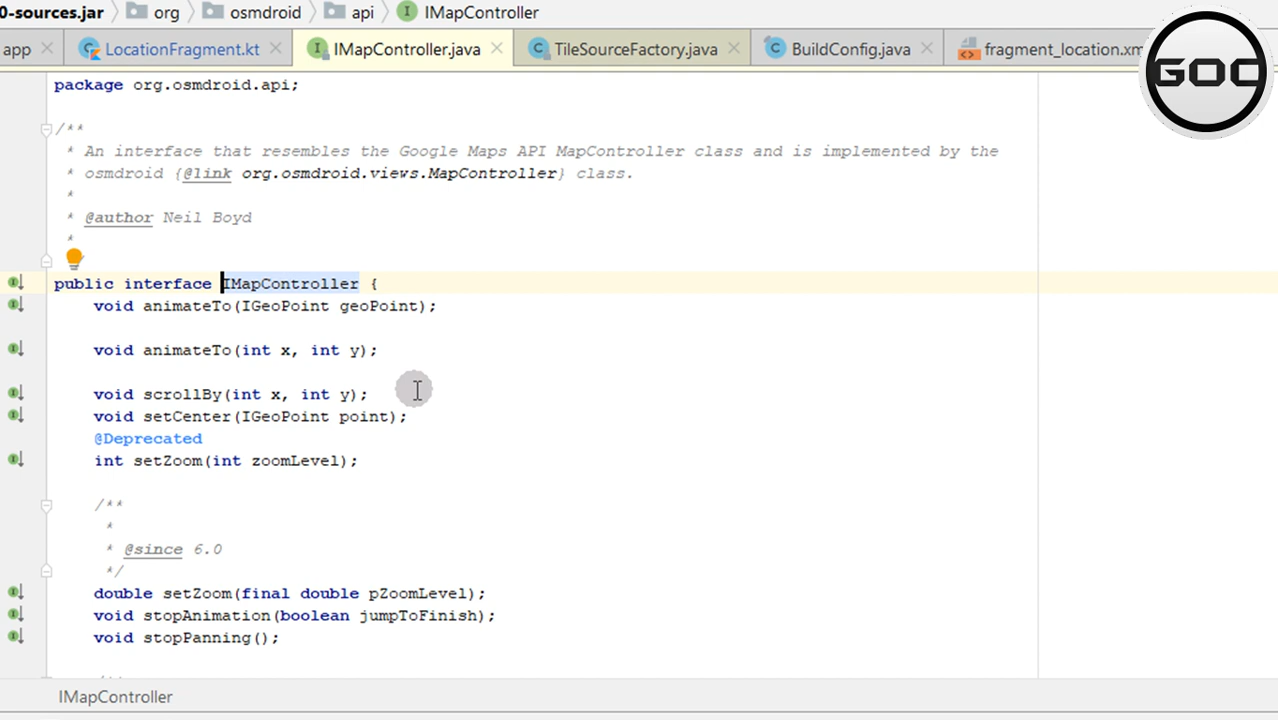 0-sources.jar org osmdroid api IMapController
app LocationFragment.kt IMapController.java TileSourceFactory.java BuildConfig.java fragment_location.xm
GOC
package org.osmdroid.api;
/**
* An interface that resembles the Google Maps API MapController class and is implemented by the
* osmdroid {@link org.osmdroid.views.MapController} class.
*
* @author Neil Boyd
*
public interface IMapController {
void animateTo(IGeoPoint geoPoint);
void animateTo(int x, int y);
void scrollBy(int x, int y);
void setCenter(IGeoPoint point);
@Deprecated
int setZoom(int zoomLevel);
/**
*
* @since 6.0
*/
double setZoom(final double pZoomLevel);
void stopAnimation(boolean jumpToFinish);
void stopPanning();
IMapController